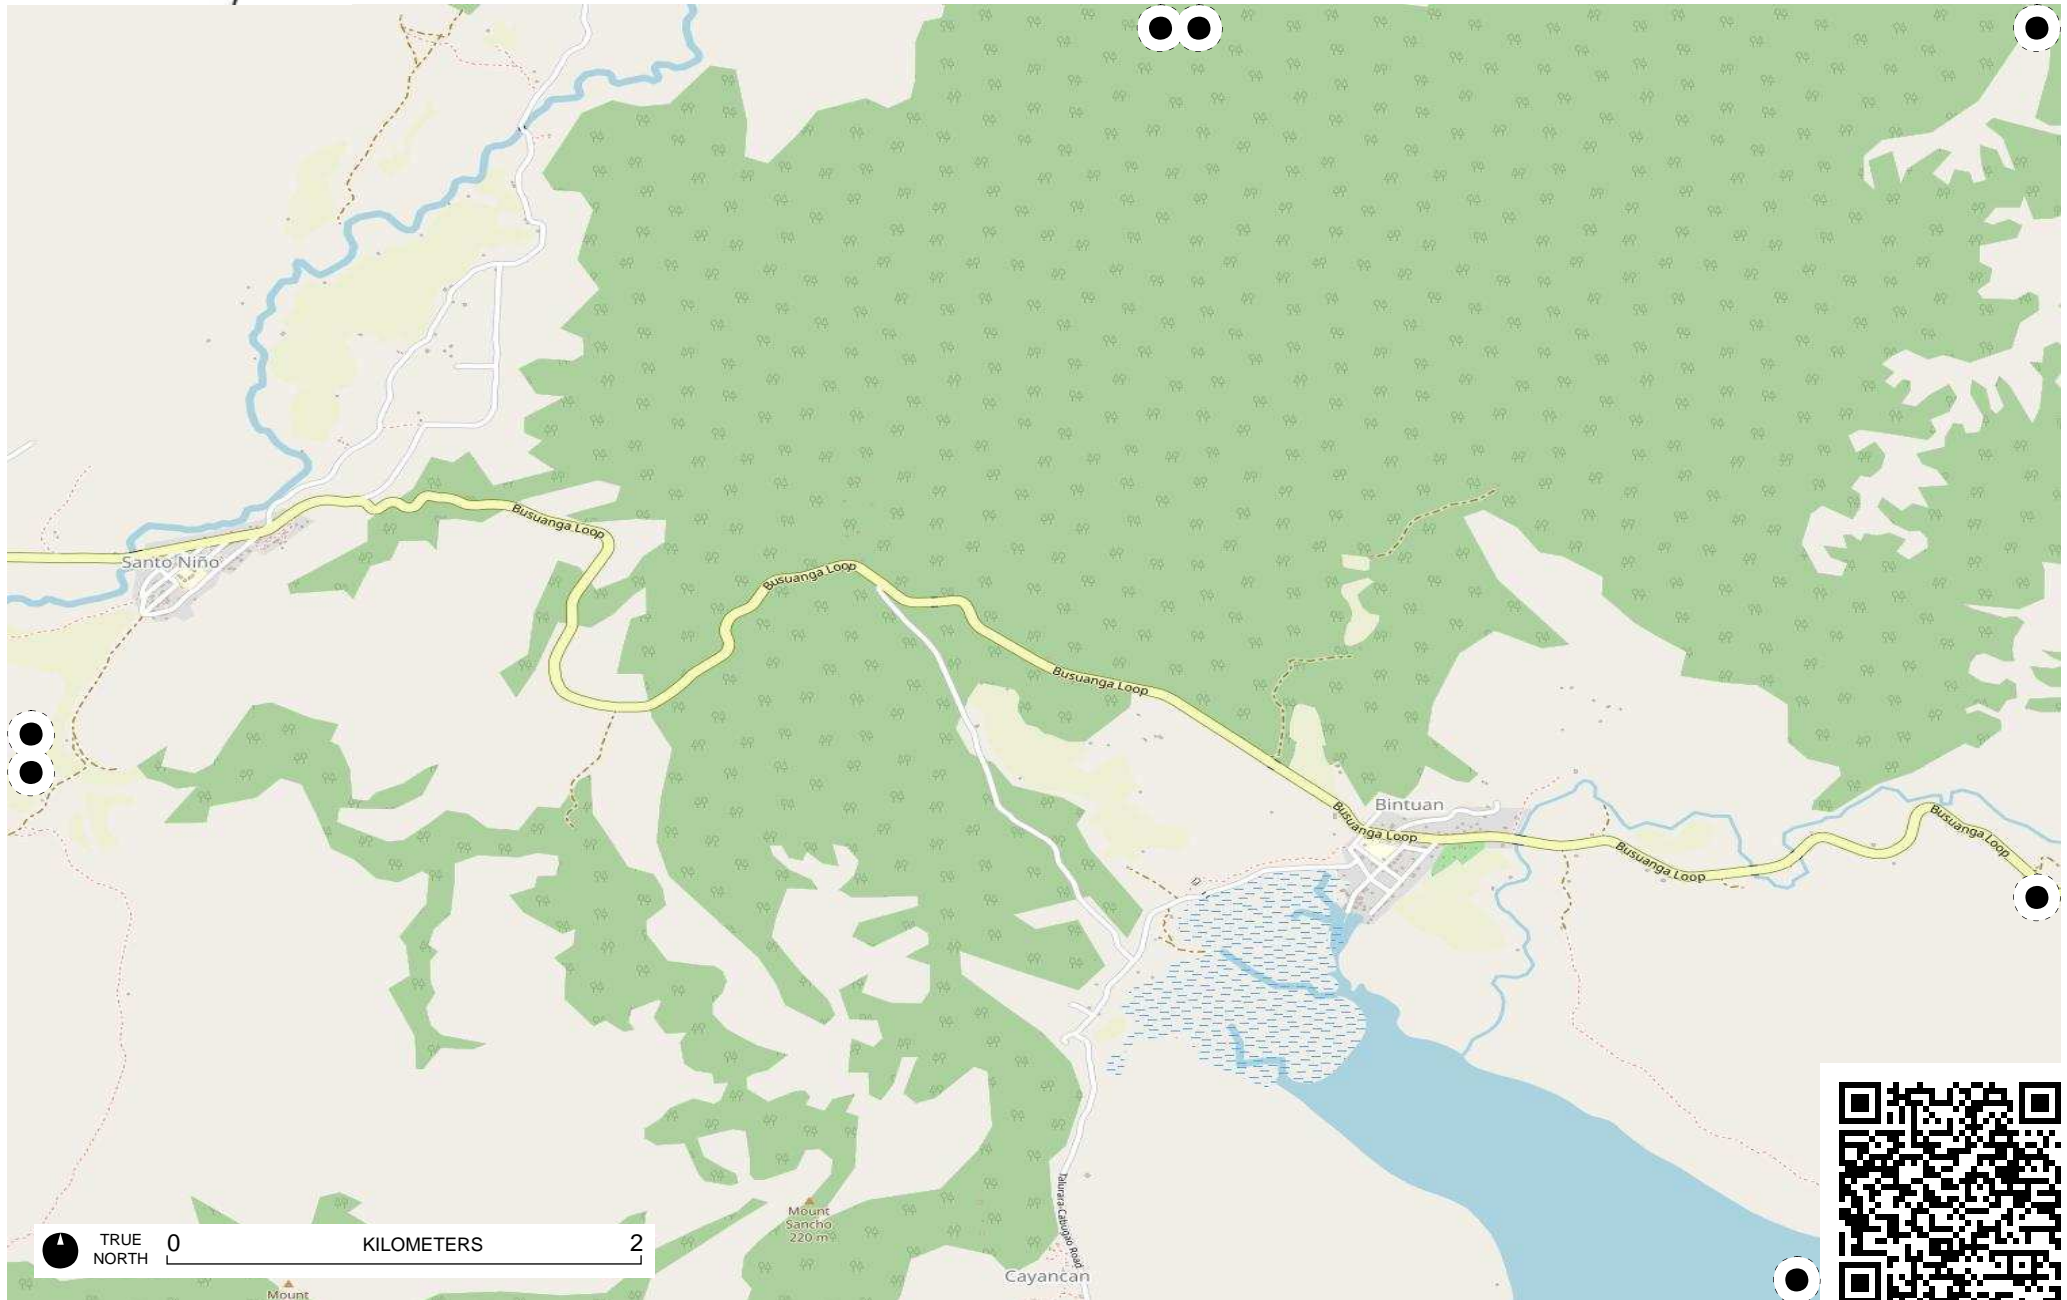 Busuanga Loop
Santo Niño
Busuanga Loop
Busuanga Loop
Bintuan
Busuanga Loop
Busuanga Loop
Busuanga Loop
Mount
Sancho
220 m
Talurara-Cabugao Road
Cayancan
TRUE
NORTH
0
KILOMETERS
2
Mount